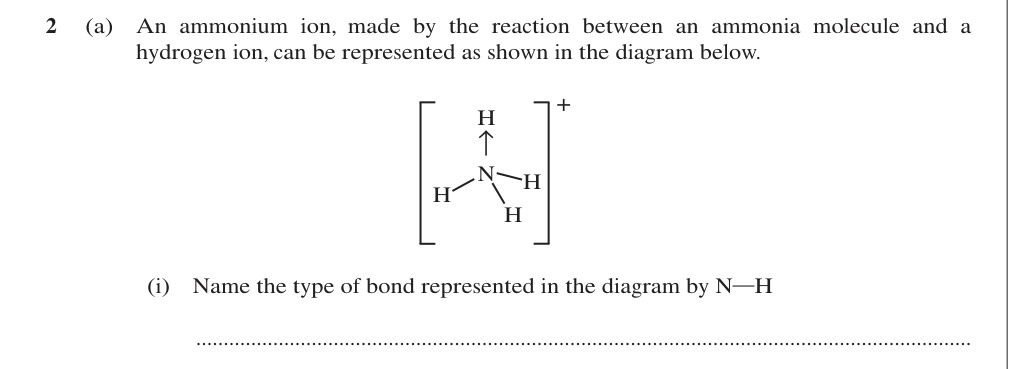 2 (a) An ammonium ion, made by the reaction between an ammonia molecule and a
hydrogen ion, can be represented as shown in the diagram below.
+
H
N
H
H
H
(i) Name the type of bond represented in the diagram by N—H